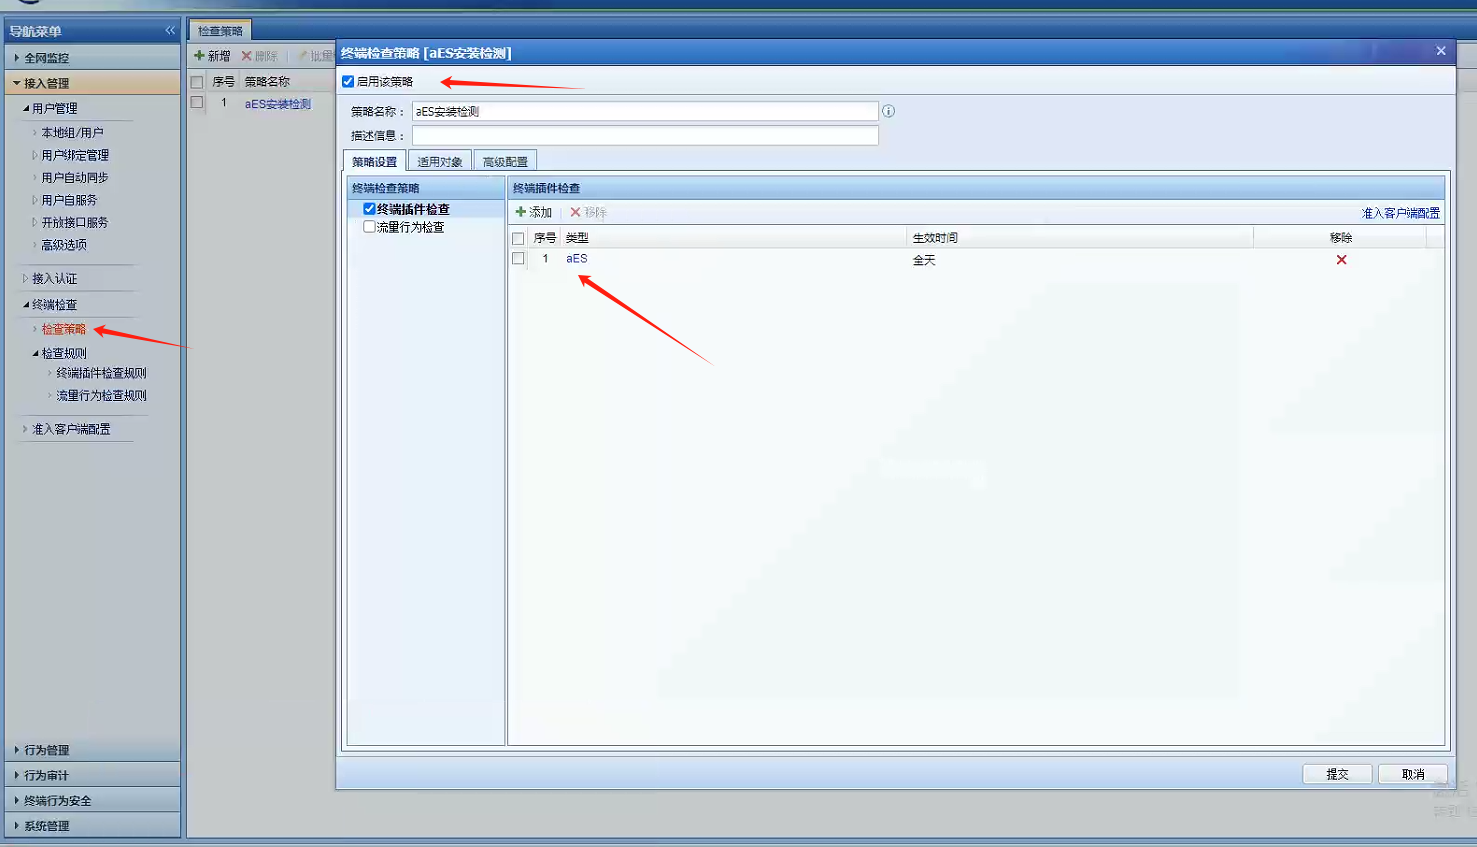 导航菜单
全网监控
接入管理
用户管理
本地组/用户
用户绑定管理
用户自动同步
用户自服务
开放接口服务
高级选项
接入认证
终端检查
检查策略
检查规则
终端插件检查规则
流量行为检查规则
准入客户端配置
行为管理
行为审计
终端行为安全
系统管理
检查策略
新增 删除 批量
序号 策略名称
1 aES安装检测
终端检查策略 [aES安装检测]
启用该策略
策略名称： aES安装检测
描述信息：
策略设置 适用对象 高级配置
终端检查策略
终端插件检查
流量行为检查
终端插件检查
添加 移除 准入客户端配置
序号 类型 生效时间 移除
1 aES 全天
提交 取消